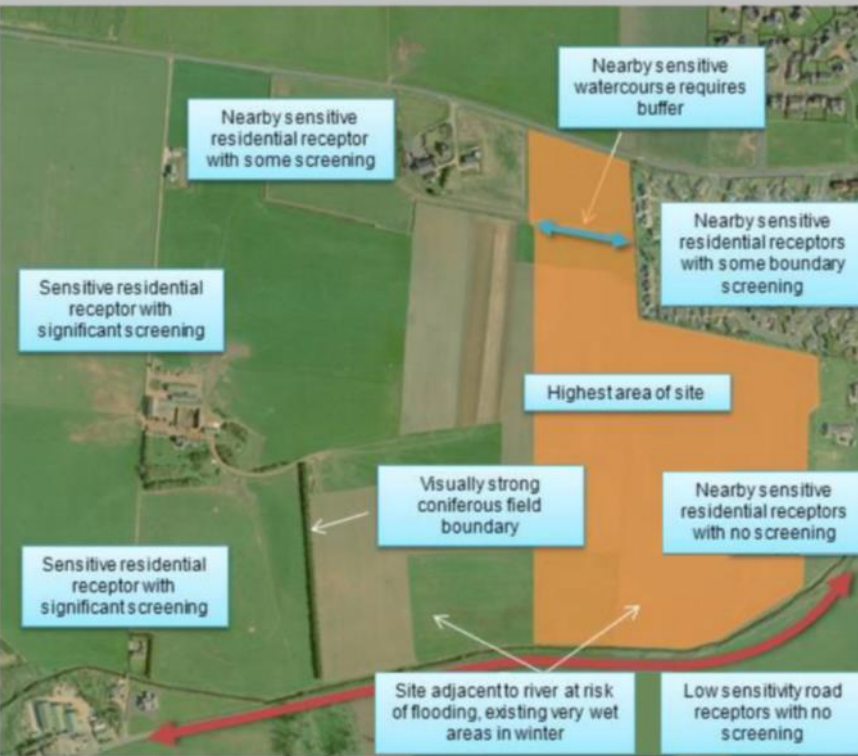 Nearby sensitive
watercourse requires
buffer
Nearby sensitive
residential receptor
with some screening
Nearby sensitive
residential receptors
with some boundary
screening
Sensitive residential
receptor with
significant screening
Highest area of site
Visually strong
coniferous field
boundary
Nearby sensitive
residential receptors
with no screening
Sensitive residential
receptor with
significant screening
Site adjacent to river at risk
of flooding, existing very wet
areas in winter
Low sensitivity road
receptors with no
screening